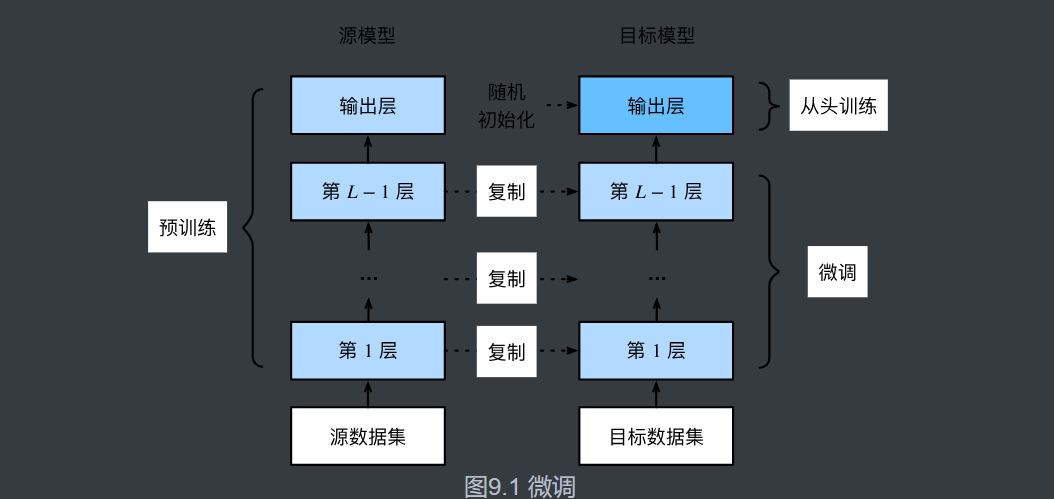 源模型
目标模型
输出层
随机
初始化
输出层
从头训练
第 L − 1 层
复制
第 L − 1 层
预训练
...
复制
...
微调
第 1 层
复制
第 1 层
源数据集
目标数据集
图9.1 微调